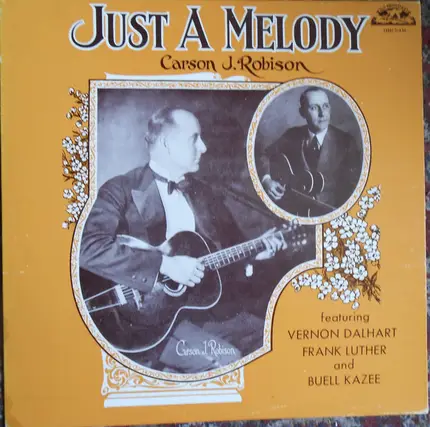 JUST A MELODY
Carson J. Robison
Carson J. Robison
featuring
VERNON DALHART
FRANK LUTHER
and
BUELL KAZEE